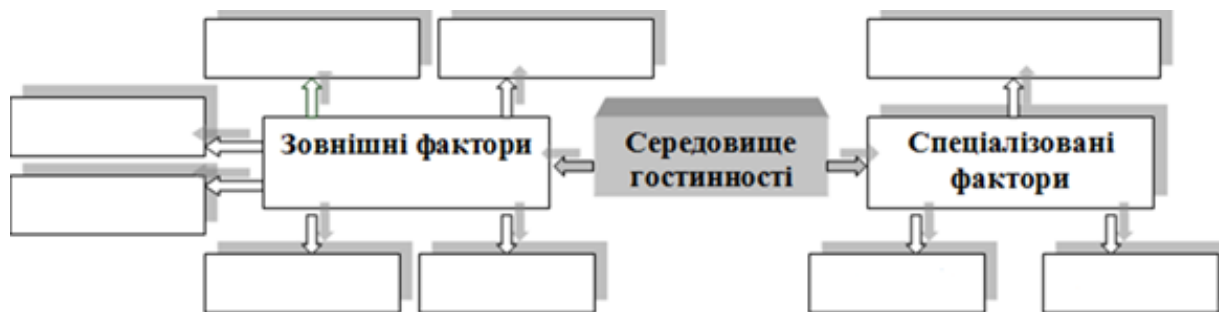 Зовнішні фактори
Середовище
гостинності
Спеціалізовані
фактори